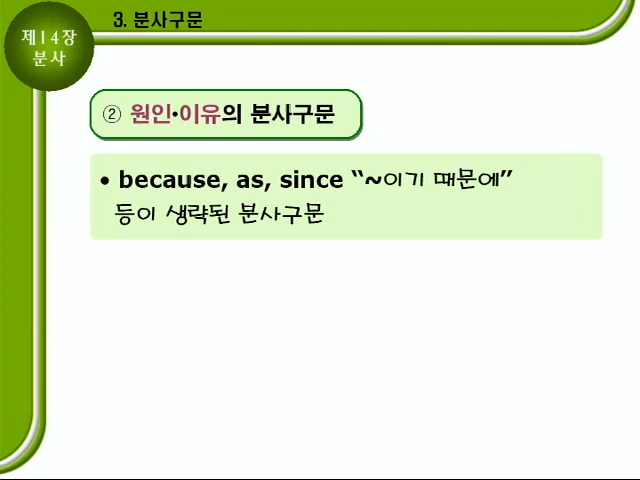 3. 분사구문
제14장
분사
② 원인·이유의 분사구문
• because, as, since “~이기 때문에”
등이 생략된 분사구문